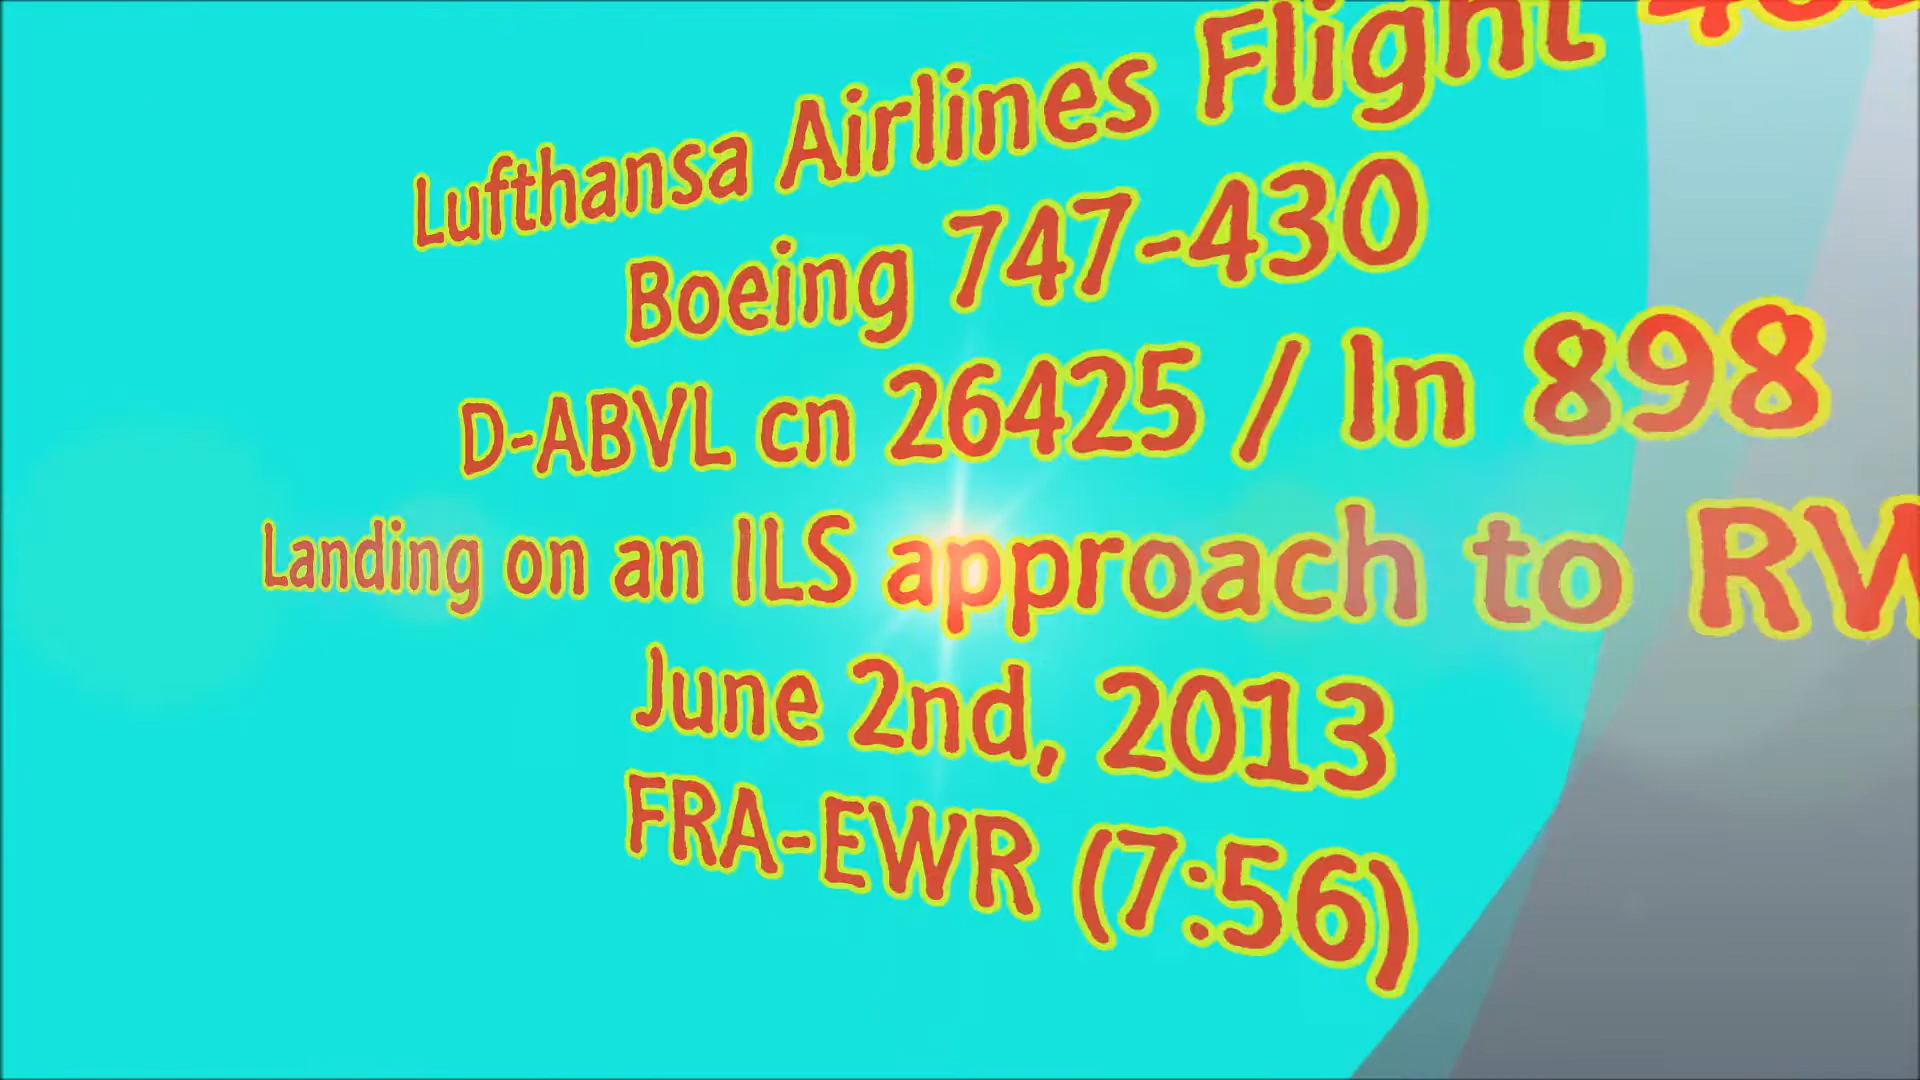 Lufthansa Airlines Flight
Boeing 747-430
D-ABVL cn 26425 / ln 898
Landing on an ILS approach to
June 2nd, 2013
FRA-EWR (7:56)